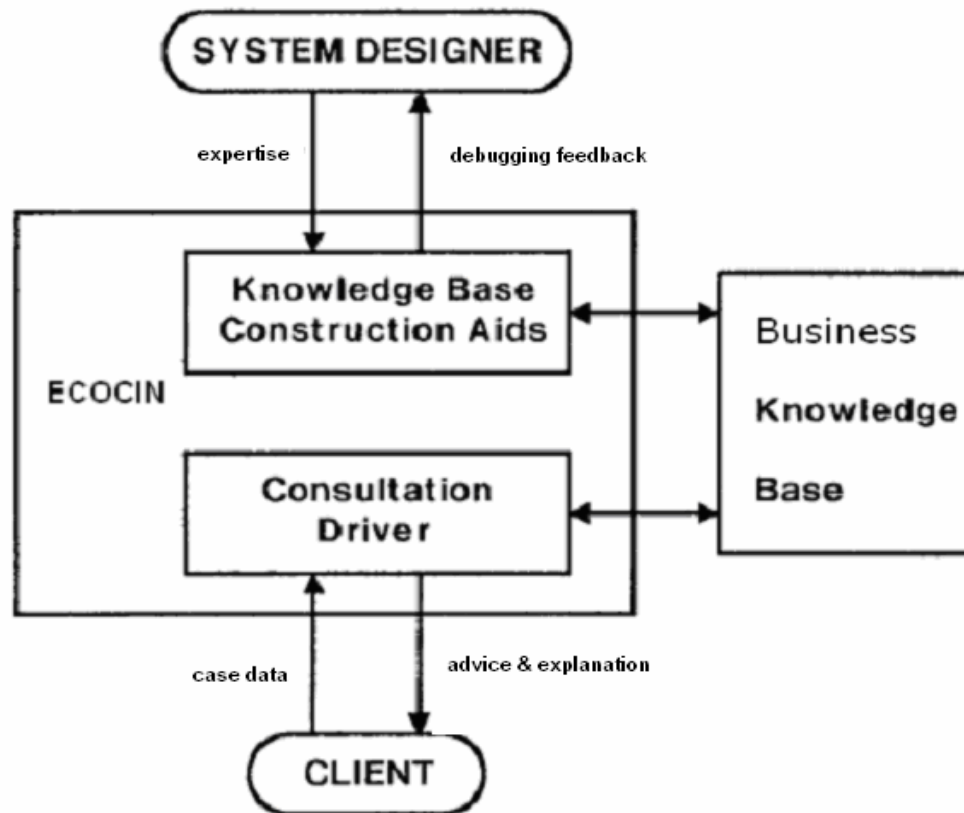 SYSTEM DESIGNER
expertise
debugging feedback
Knowledge Base
Construction Aids
Business
Knowledge
Base
ECOCIN
Consultation
Driver
case data
advice & explanation
CLIENT